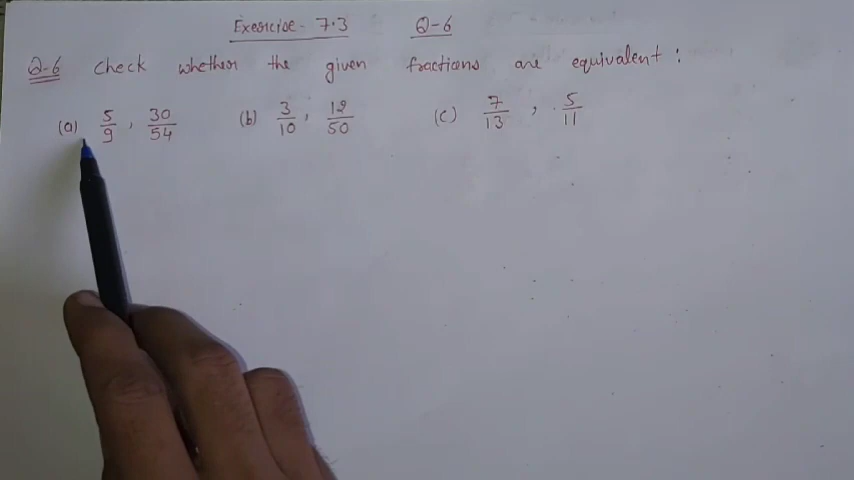 Exercise - 7.3 Q-6
Q-6 Check whether the given fractions are equivalent :
(a) 5/9 , 30/54 (b) 3/10 , 12/50 (c) 7/13 , 5/11